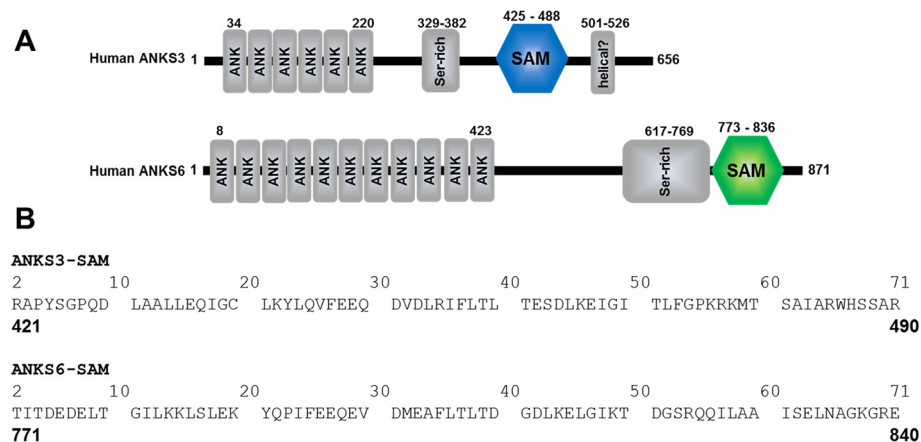 A
34 220 329-382 425 - 488 501-526
Human ANKS3 1 ANK ANK ANK ANK ANK ANK Ser-rich SAM helical? 656
8 423 617-769 773 - 836
Human ANKS6 1 ANK ANK ANK ANK ANK ANK ANK ANK ANK ANK ANK Ser-rich SAM 871
B
ANKS3-SAM
2 10 20 30 40 50 60 71
RAPYSGPQD LAALLEQIGC LKYLQVFEEQ DVDLRIFLTL TESDLKEIGI TLFGPKRKMT SAIARWHSSAR
421 490
ANKS6-SAM
2 10 20 30 40 50 60 71
TITDEDELT GILKKLSLEK YQPIFEEQEV DMEAFLTLTD GDLKELGIKT DGSRQQILAA ISELNAGKGRE
771 840